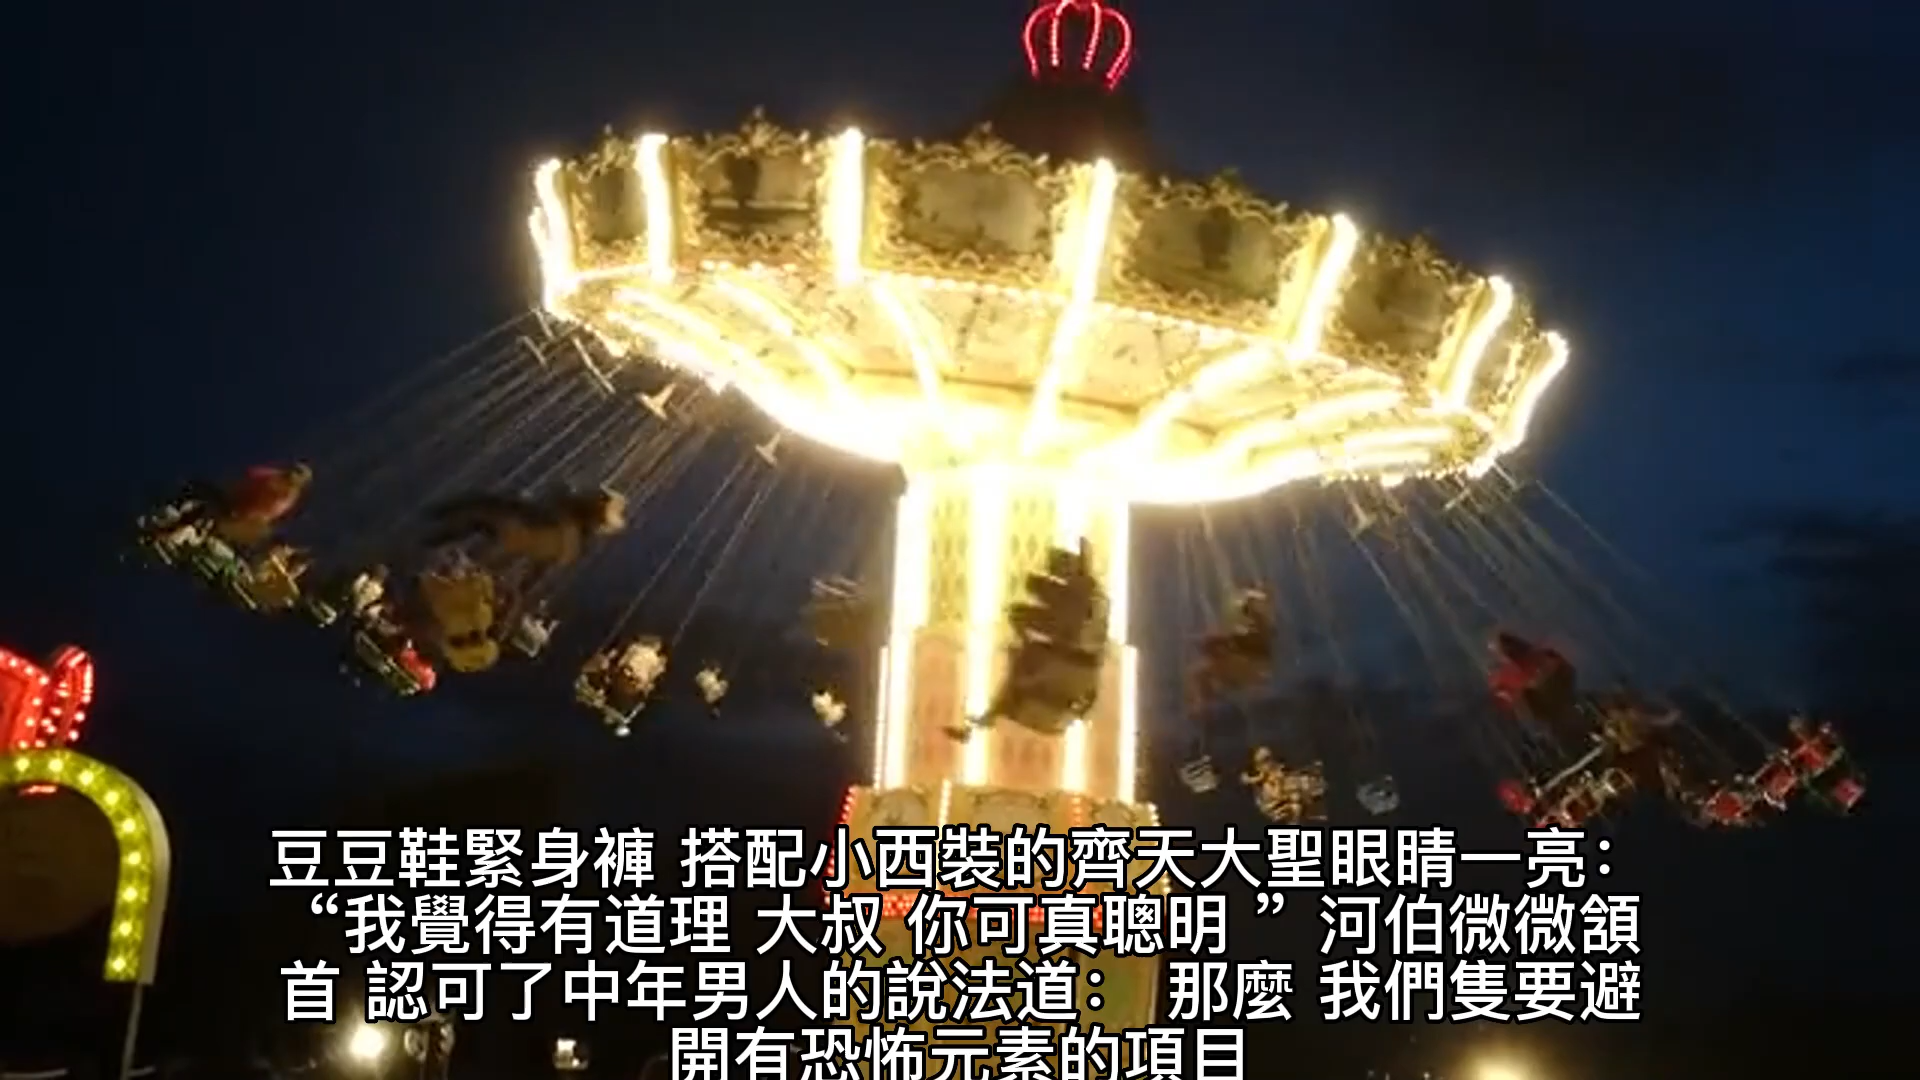 豆豆鞋緊身褲 搭配小西裝的齊天大聖眼睛一亮：
“我覺得有道理 大叔 你可真聰明 ”河伯微微頷
首 認可了中年男人的說法道： 那麼 我們隻要避
開有恐怖元素的項目